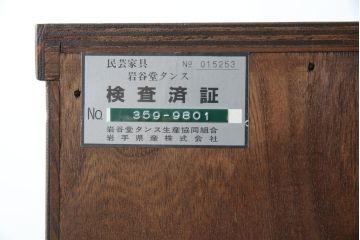 民芸家具 № 015253
岩谷堂タンス
検査済証
No. 359-9801
岩谷堂タンス生産協同組合
岩手県産株式会社